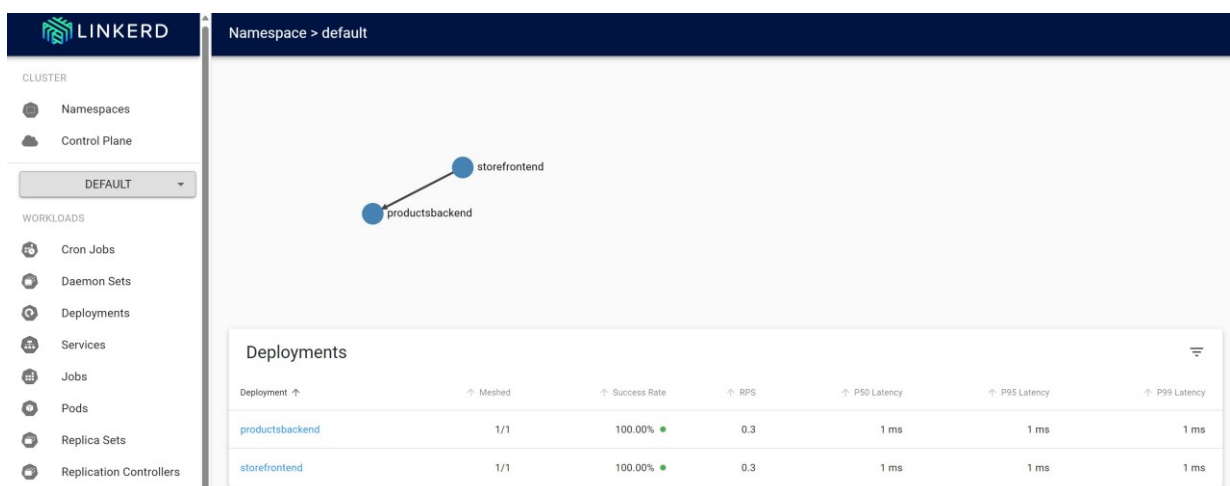 LINKERD
Namespace > default
CLUSTER
Namespaces
Control Plane
DEFAULT
WORKLOADS
Cron Jobs
Daemon Sets
Deployments
Services
Jobs
Pods
Replica Sets
Replication Controllers
storefrontend
productsbackend
Deployments
Deployment ↑ ↑ Meshed ↑ Success Rate ↑ RPS ↑ P50 Latency ↑ P95 Latency ↑ P99 Latency
productsbackend 1/1 100.00% 0.3 1 ms 1 ms 1 ms
storefrontend 1/1 100.00% 0.3 1 ms 1 ms 1 ms